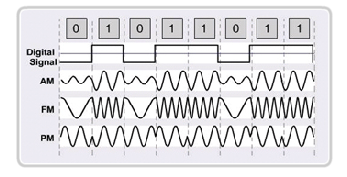 0 1 0 1 1 0 1 1
Digital
Signal
AM
FM
PM